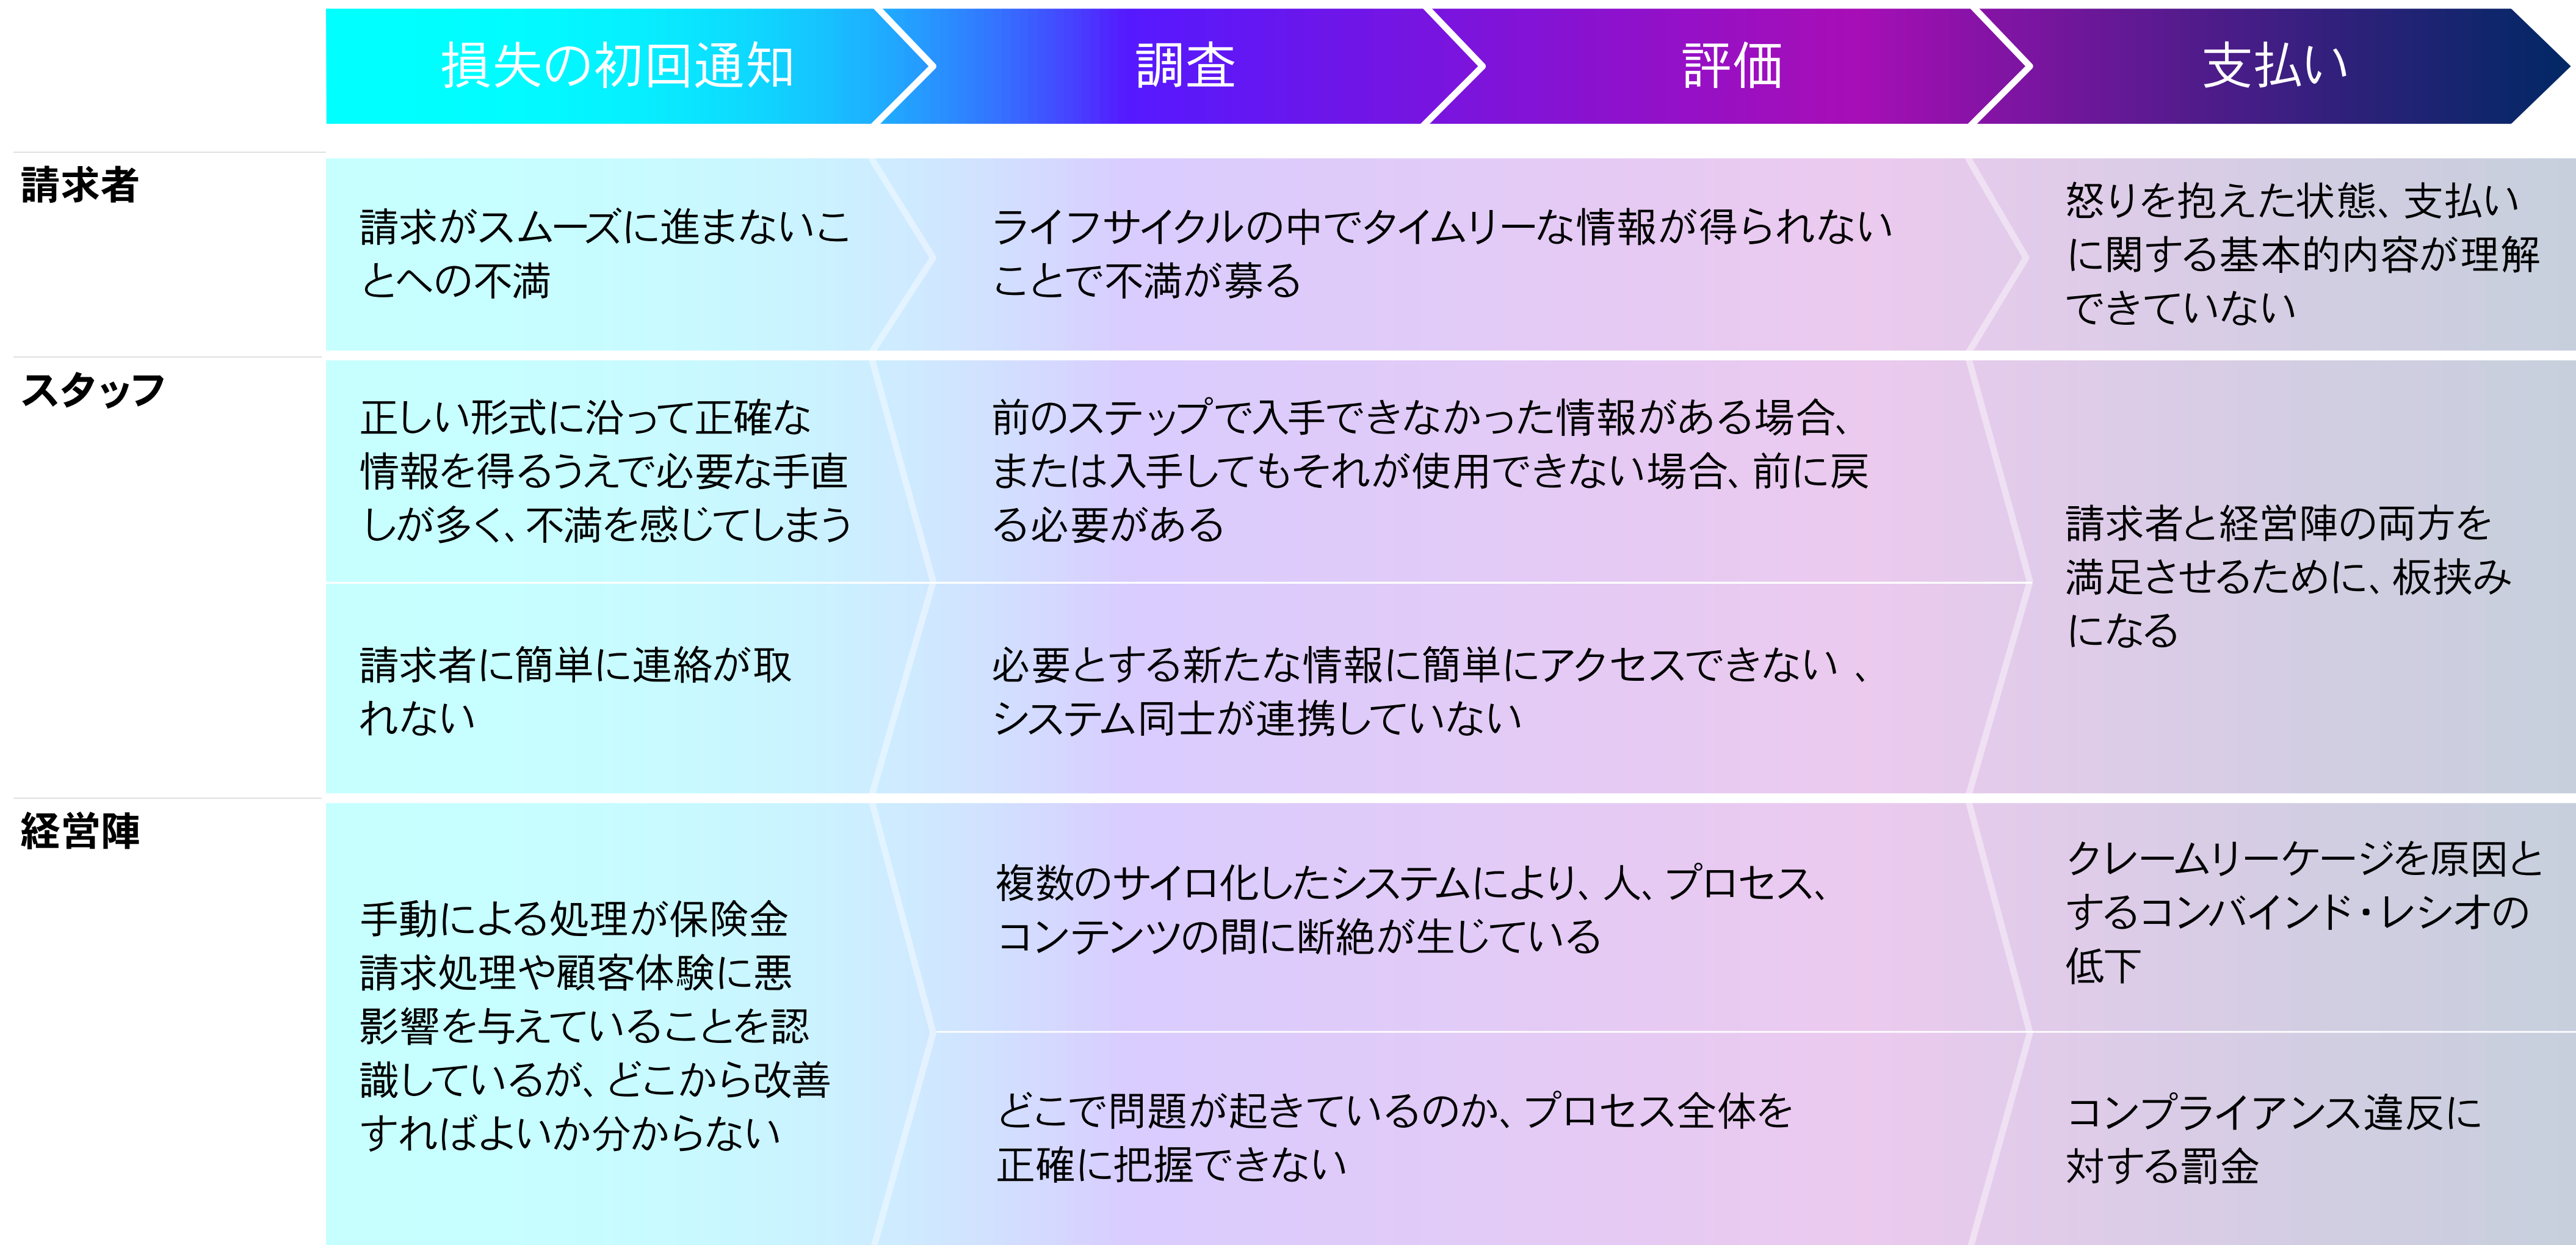 損失の初回通知
調査
評価
支払い
請求者
請求がスムーズに進まないこ
とへの不満
ライフサイクルの中でタイムリーな情報が得られない
ことで不満が募る
怒りを抱えた状態、支払い
に関する基本的内容が理解
できていない
スタッフ
正しい形式に沿って正確な
情報を得るうえで必要な手直
しが多く、不満を感じてしまう
前のステップで入手できなかった情報がある場合、
または入手してもそれが使用できない場合、前に戻
る必要がある
請求者と経営陣の両方を
満足させるために、板挟み
になる
請求者に簡単に連絡が取
れない
必要とする新たな情報に簡単にアクセスできない 、
システム同士が連携していない
経営陣
手動による処理が保険金
請求処理や顧客体験に悪
影響を与えていることを認
識しているが、どこから改善
すればよいか分からない
複数のサイロ化したシステムにより、人、プロセス、
コンテンツの間に断絶が生じている
クレームリーケージを原因と
するコンバインド・レシオの
低下
どこで問題が起きているのか、プロセス全体を
正確に把握できない
コンプライアンス違反に
対する罰金